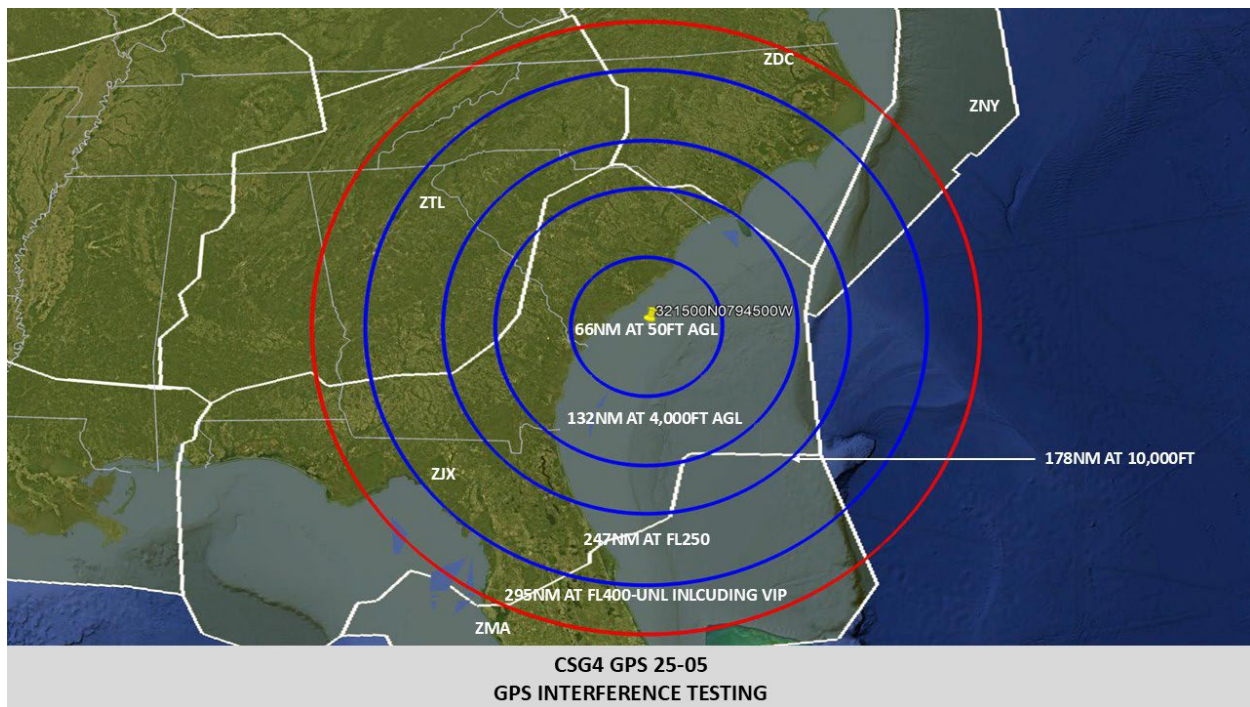 ZDC
ZNY
ZTL
321500N0794500W
66NM AT 50FT AGL
132NM AT 4,000FT AGL
178NM AT 10,000FT
ZJX
247NM AT FL250
295NM AT FL400-UNL INLCUDING VIP
ZMA
CSG4 GPS 25-05
GPS INTERFERENCE TESTING